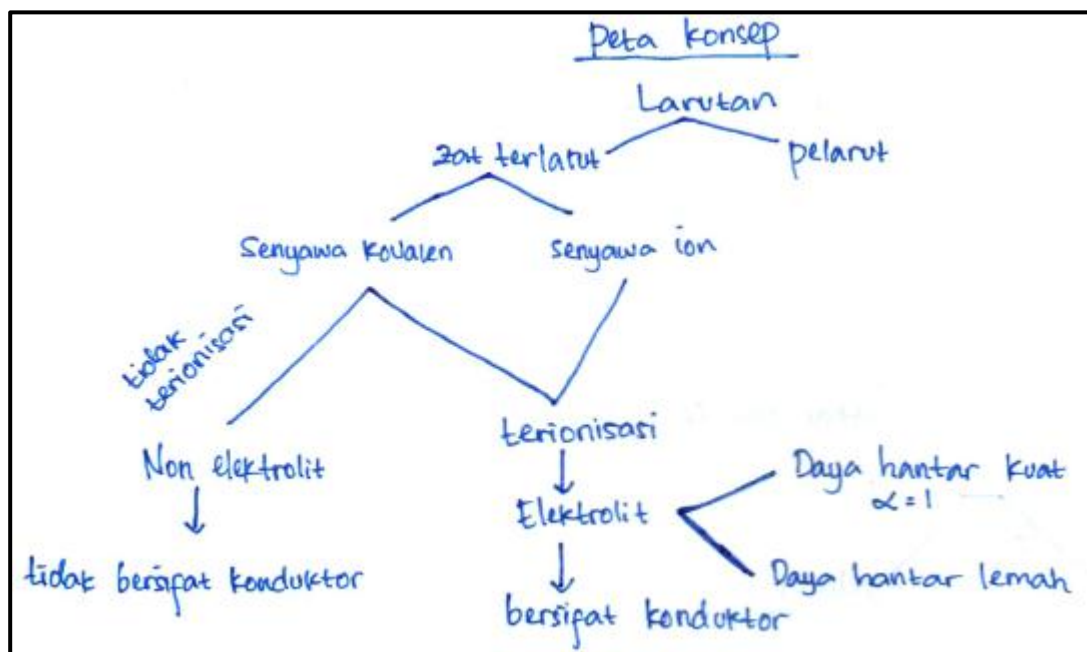 Peta konsep
Larutan
zat terlarut
pelarut
Senyawa kovalen
senyawa ion
tidak
terionisasi
terionisasi
Non elektrolit
Daya hantar kuat
α = 1
Elektrolit
tidak bersifat konduktor
Daya hantar lemah
bersifat konduktor